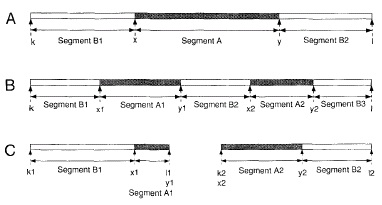 A
Segment B1
Segment A
Segment B2
k
x
y
l
B
Segment B1
Segment A1
Segment B2
Segment A2
Segment B3
k
x1
y1
x2
y2
l
C
Segment B1
Segment A2
Segment B2
k1
x1
l1
k2
y2
l2
y1
x2
Segment A1